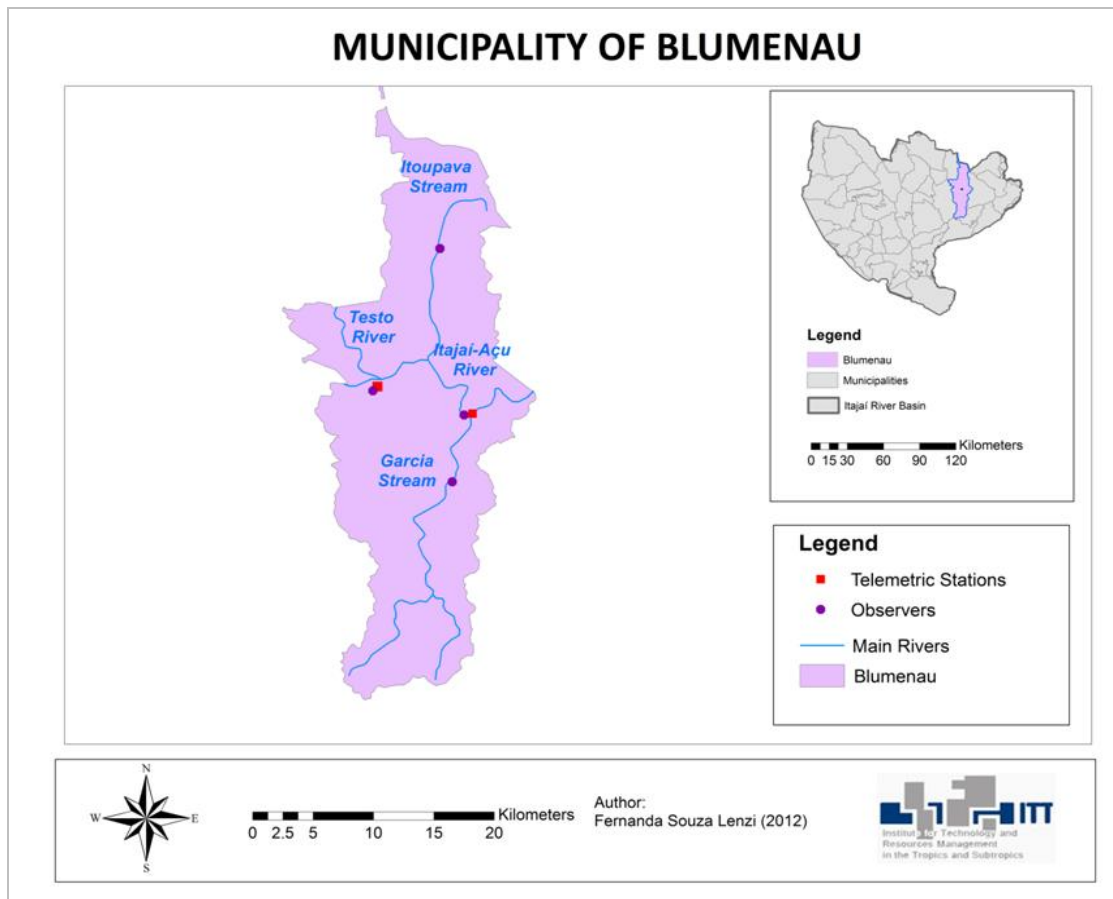 MUNICIPALITY OF BLUMENAU
Itoupava
Stream
Testo
River
Itajaí-Açu
River
Garcia
Stream
Legend
Blumenau
Municipalities
Itajaí River Basin
Kilometers
0 15 30 60 90 120
Legend
Telemetric Stations
Observers
Main Rivers
Blumenau
N
W E
S
Kilometers
0 2.5 5 10 15 20
Author:
Fernanda Souza Lenzi (2012)
ITT
Institute for Technology and
Resources Management
in the Tropics and Subtropics